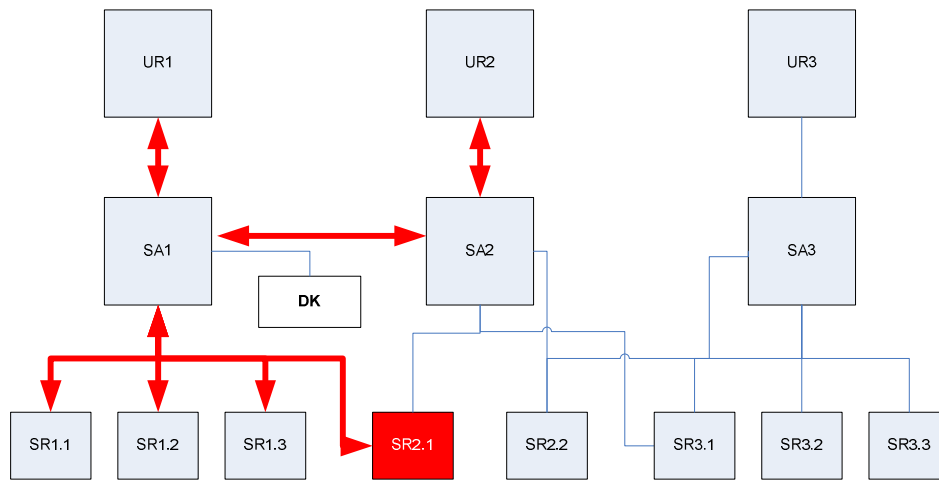 UR1
UR2
UR3
SA1
SA2
SA3
DK
SR1.1
SR1.2
SR1.3
SR2.1
SR2.2
SR3.1
SR3.2
SR3.3